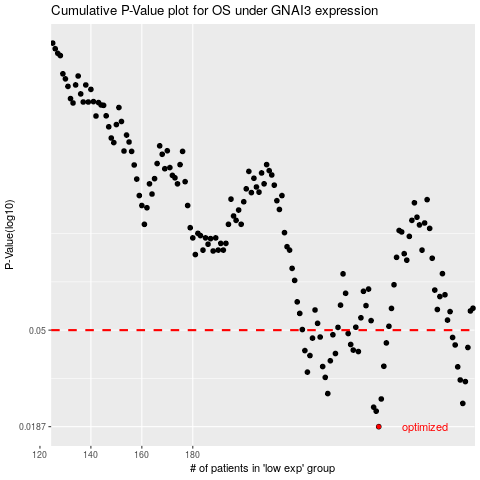 Cumulative P-Value plot for OS under GNAI3 expression
P-Value(log10)
0.05
0.0187
optimized
120 140 160 180
# of patients in 'low exp' group